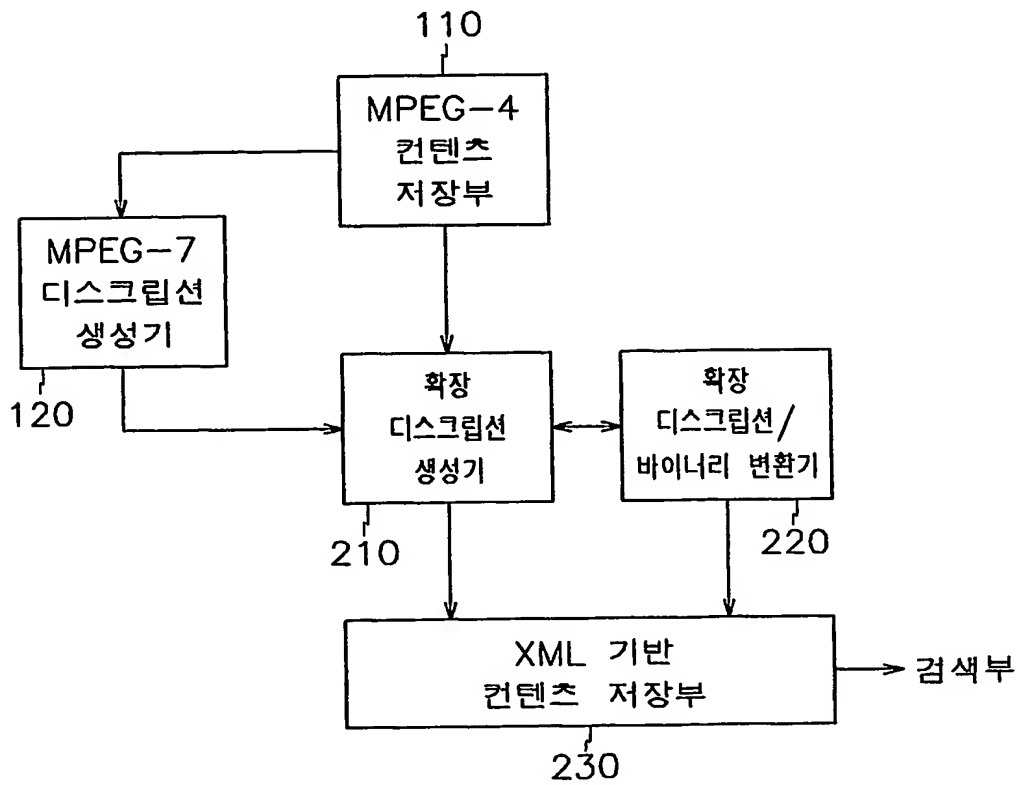 110
MPEG-4
컨텐츠
저장부
MPEG-7
디스크립션
생성기
120
확장
디스크립션
생성기
210
확장
디스크립션/
바이너리 변환기
220
XML 기반
컨텐츠 저장부
230
검색부